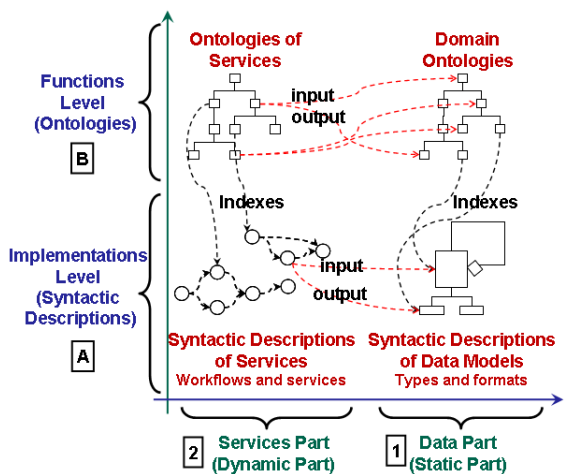 Ontologies of
Services
Domain
Ontologies
Functions
Level
(Ontologies)
B
input
output
Indexes
Indexes
Implementations
Level
(Syntactic
Descriptions)
A
input
output
Syntactic Descriptions
of Services
Workflows and services
Syntactic Descriptions
of Data Models
Types and formats
2
Services Part
(Dynamic Part)
1
Data Part
(Static Part)